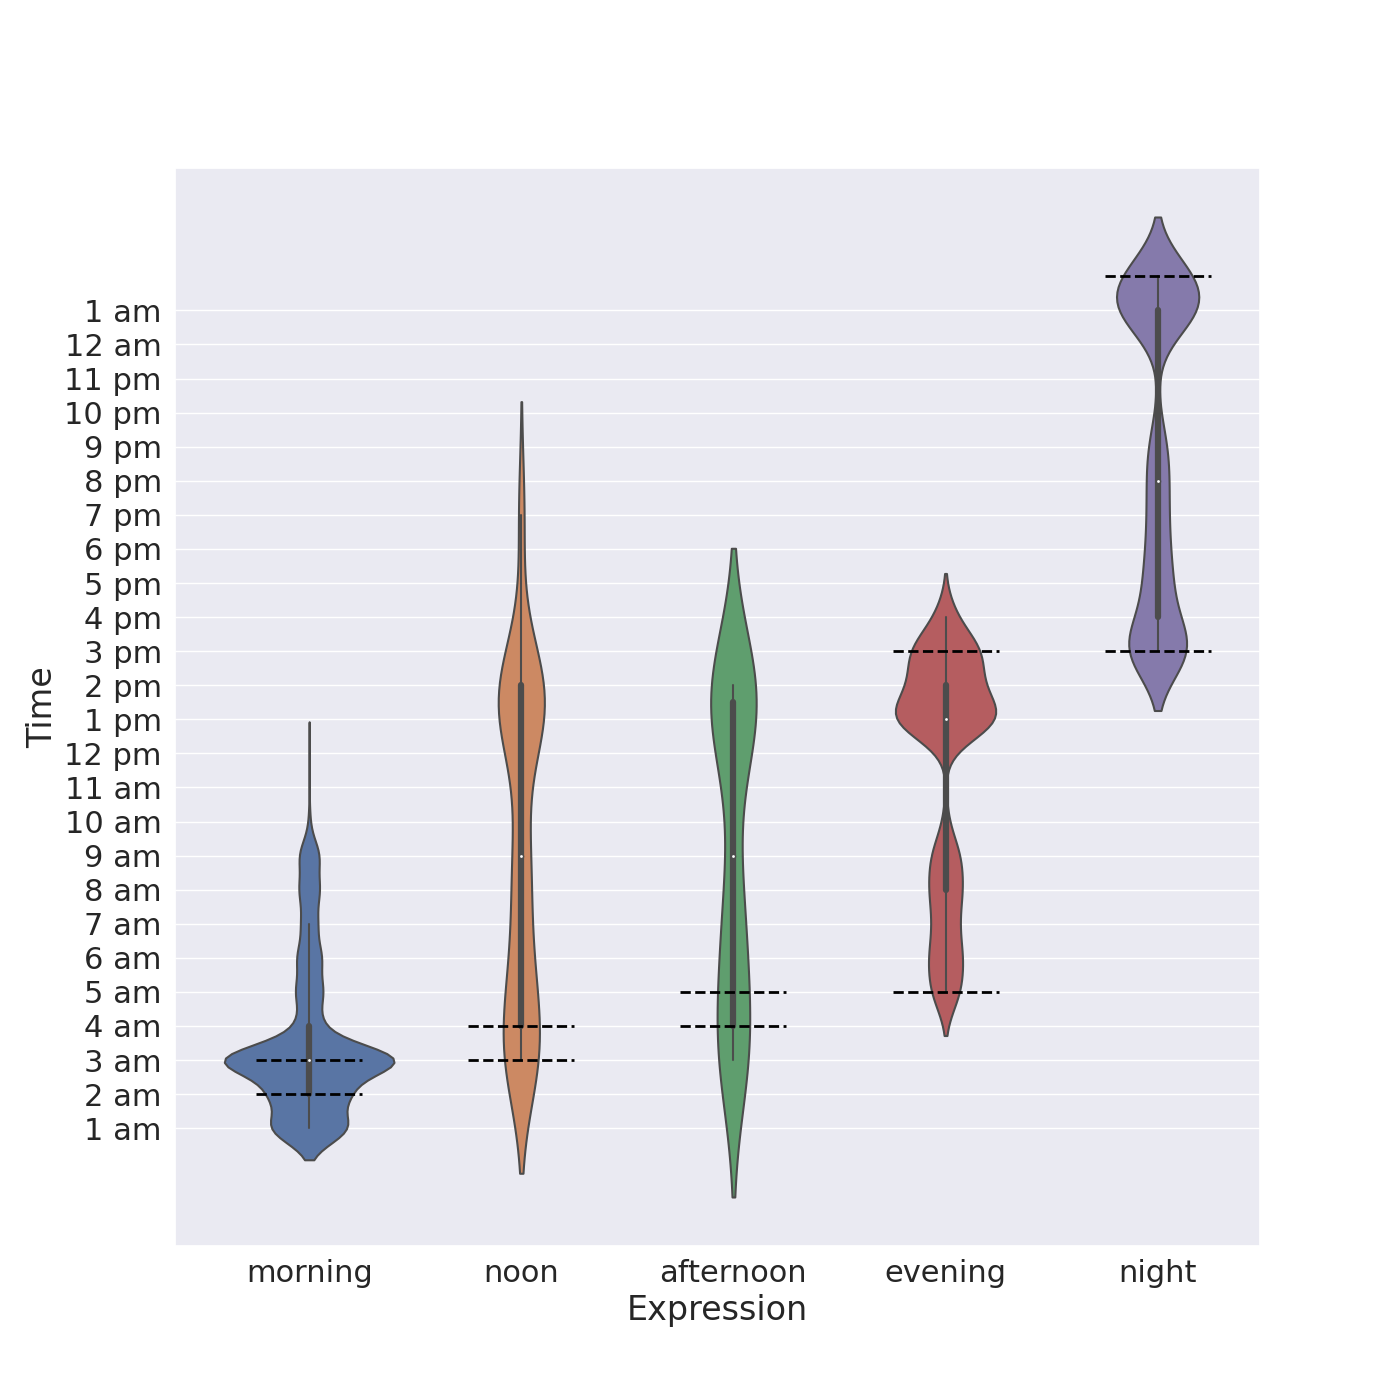 1 am
12 am
11 pm
10 pm
9 pm
8 pm
7 pm
6 pm
5 pm
4 pm
3 pm
2 pm
1 pm
12 pm
11 am
10 am
9 am
8 am
7 am
6 am
5 am
4 am
3 am
2 am
1 am
Time
morning noon afternoon evening night
Expression